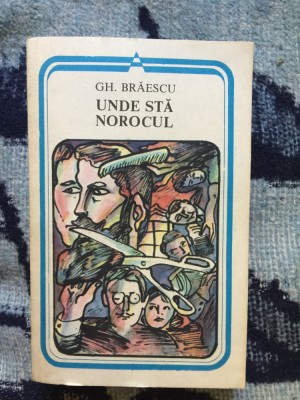 GH. BRĂESCU
UNDE STĂ
NOROCUL